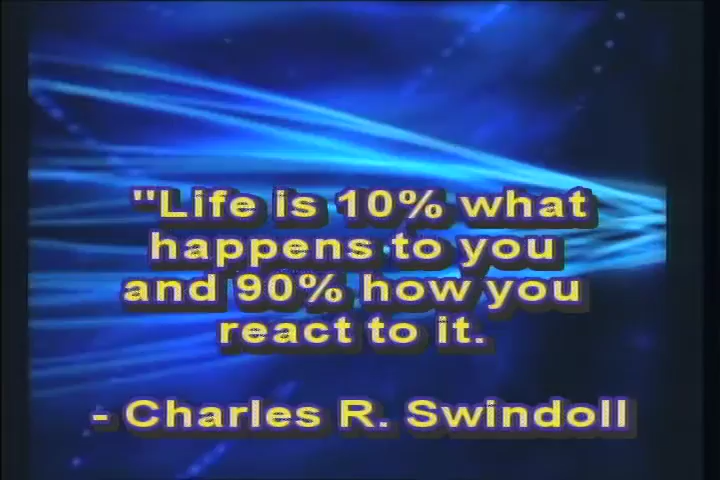 "Life is 10% what
happens to you
and 90% how you
react to it.
- Charles R. Swindoll